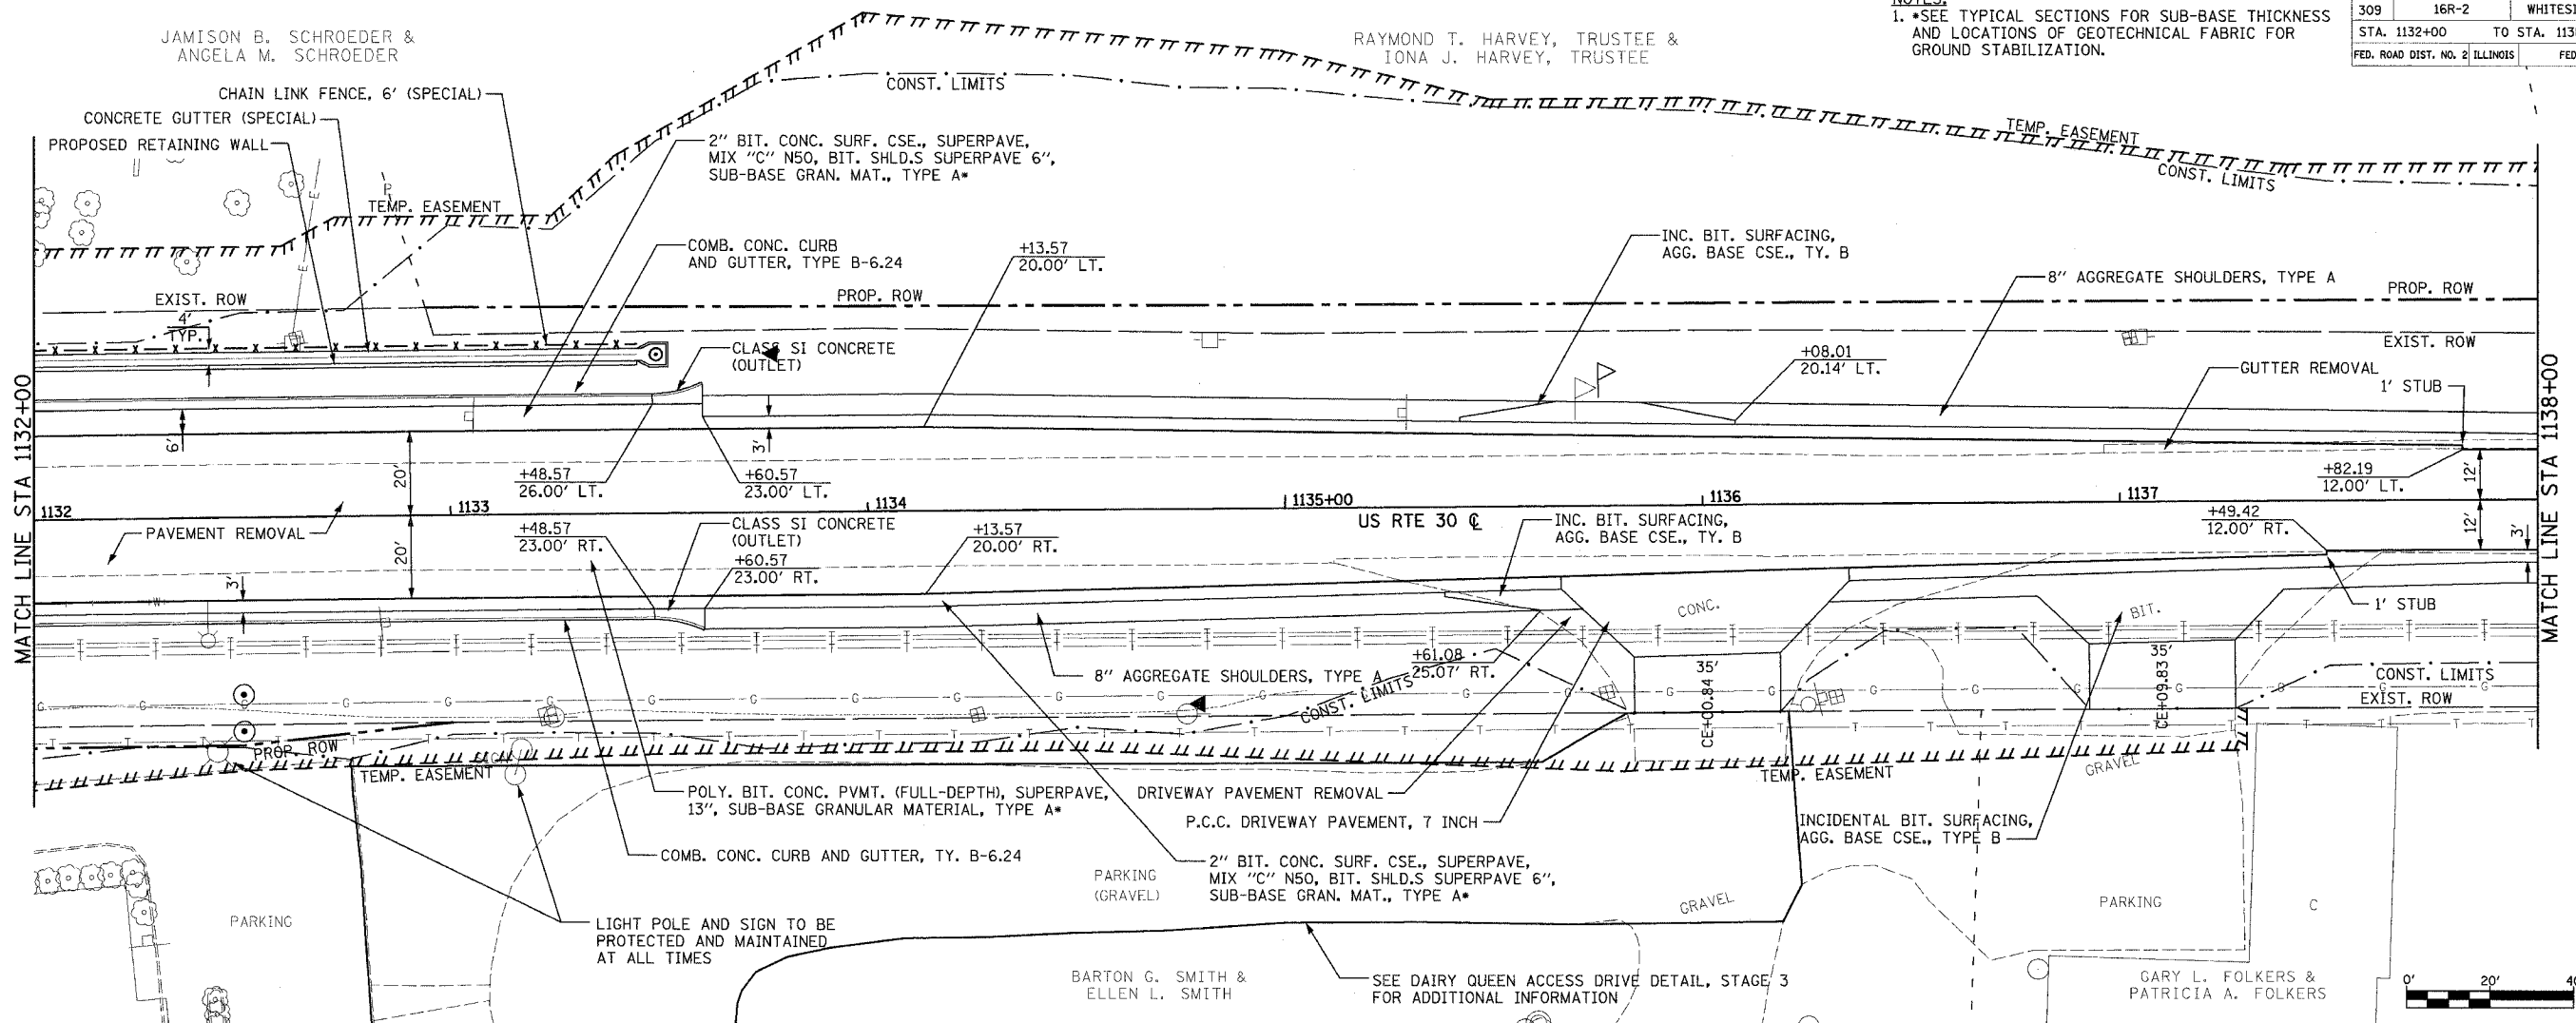 NOTES:
1. *SEE TYPICAL SECTIONS FOR SUB-BASE THICKNESS
AND LOCATIONS OF GEOTECHNICAL FABRIC FOR
GROUND STABILIZATION.
309 16R-2
STA. 1132+00 TO STA.
FED. ROAD DIST. NO. 2 ILLINOIS FED
JAMISON B. SCHROEDER &
ANGELA M. SCHROEDER
RAYMOND T. HARVEY, TRUSTEE &
IONA J. HARVEY, TRUSTEE
CHAIN LINK FENCE, 6' (SPECIAL)
CONCRETE GUTTER (SPECIAL)
PROPOSED RETAINING WALL
CONST. LIMITS
TEMP. EASEMENT
CONST. LIMITS
2" BIT. CONC. SURF. CSE., SUPERPAVE,
MIX "C" N50, BIT. SHLD.S SUPERPAVE 6",
SUB-BASE GRAN. MAT., TYPE A*
P
E
E
TEMP. EASEMENT
COMB. CONC. CURB
AND GUTTER, TYPE B-6.24
+13.57
20.00' LT.
INC. BIT. SURFACING,
AGG. BASE CSE., TY. B
8" AGGREGATE SHOULDERS, TYPE A
EXIST. ROW
PROP. ROW
PROP. ROW
4'
TYP.
CLASS SI CONCRETE
(OUTLET)
+08.01
20.14' LT.
EXIST. ROW
GUTTER REMOVAL
1' STUB
MATCH LINE STA 1132+00
6'
20'
3'
+48.57
26.00' LT.
+60.57
23.00' LT.
+82.19
12.00' LT.
12'
MATCH LINE STA 1138+00
1132
1133
1134
1135+00
1136
1137
US RTE 30 ℄
PAVEMENT REMOVAL
+48.57
23.00' RT.
CLASS SI CONCRETE
(OUTLET)
+60.57
23.00' RT.
+13.57
20.00' RT.
INC. BIT. SURFACING,
AGG. BASE CSE., TY. B
+49.42
12.00' RT.
12'
3'
20'
3'
W
CONC.
BIT.
1' STUB
8" AGGREGATE SHOULDERS, TYPE A
+61.08
25.07' RT.
35'
CE-00.84
35'
CE+09.83
CONST. LIMITS
CONST. LIMITS
EXIST. ROW
PROP. ROW
TEMP. EASEMENT
TEMP. EASEMENT
GRAVEL
POLY. BIT. CONC. PVMT. (FULL-DEPTH), SUPERPAVE,
13", SUB-BASE GRANULAR MATERIAL, TYPE A*
DRIVEWAY PAVEMENT REMOVAL
P.C.C. DRIVEWAY PAVEMENT, 7 INCH
INCIDENTAL BIT. SURFACING,
AGG. BASE CSE., TYPE B
COMB. CONC. CURB AND GUTTER, TY. B-6.24
2" BIT. CONC. SURF. CSE., SUPERPAVE,
MIX "C" N50, BIT. SHLD.S SUPERPAVE 6",
SUB-BASE GRAN. MAT., TYPE A*
PARKING
(GRAVEL)
GRAVEL
PARKING
PARKING
C
LIGHT POLE AND SIGN TO BE
PROTECTED AND MAINTAINED
AT ALL TIMES
BARTON G. SMITH &
ELLEN L. SMITH
SEE DAIRY QUEEN ACCESS DRIVE DETAIL, STAGE 3
FOR ADDITIONAL INFORMATION
GARY L. FOLKERS &
PATRICIA A. FOLKERS
0' 20'